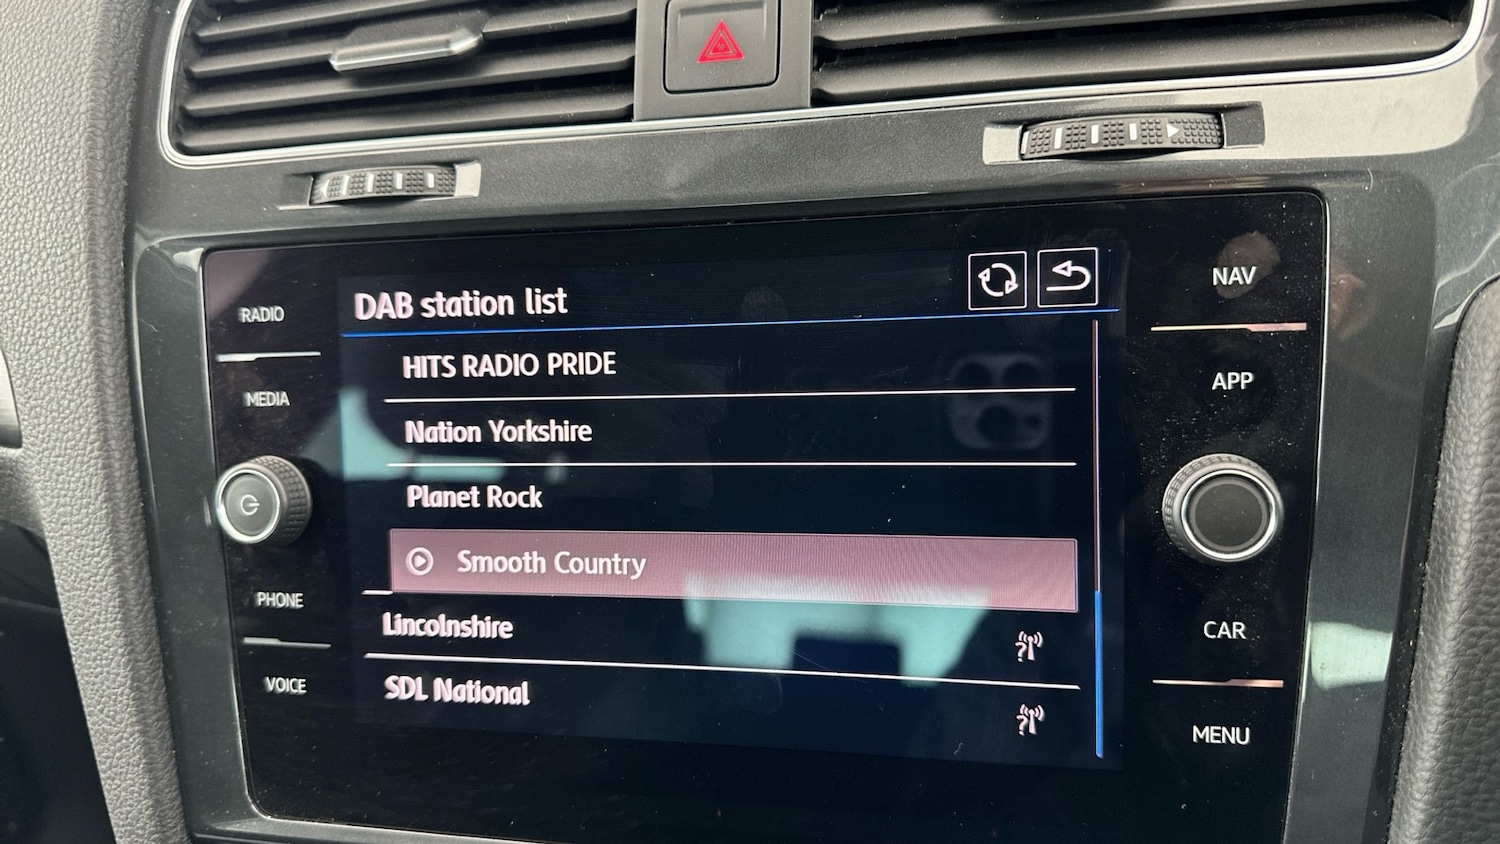 DAB station list
HITS RADIO PRIDE
Nation Yorkshire
Planet Rock
Smooth Country
Lincolnshire
SDL National
RADIO
MEDIA
PHONE
VOICE
NAV
APP
CAR
MENU